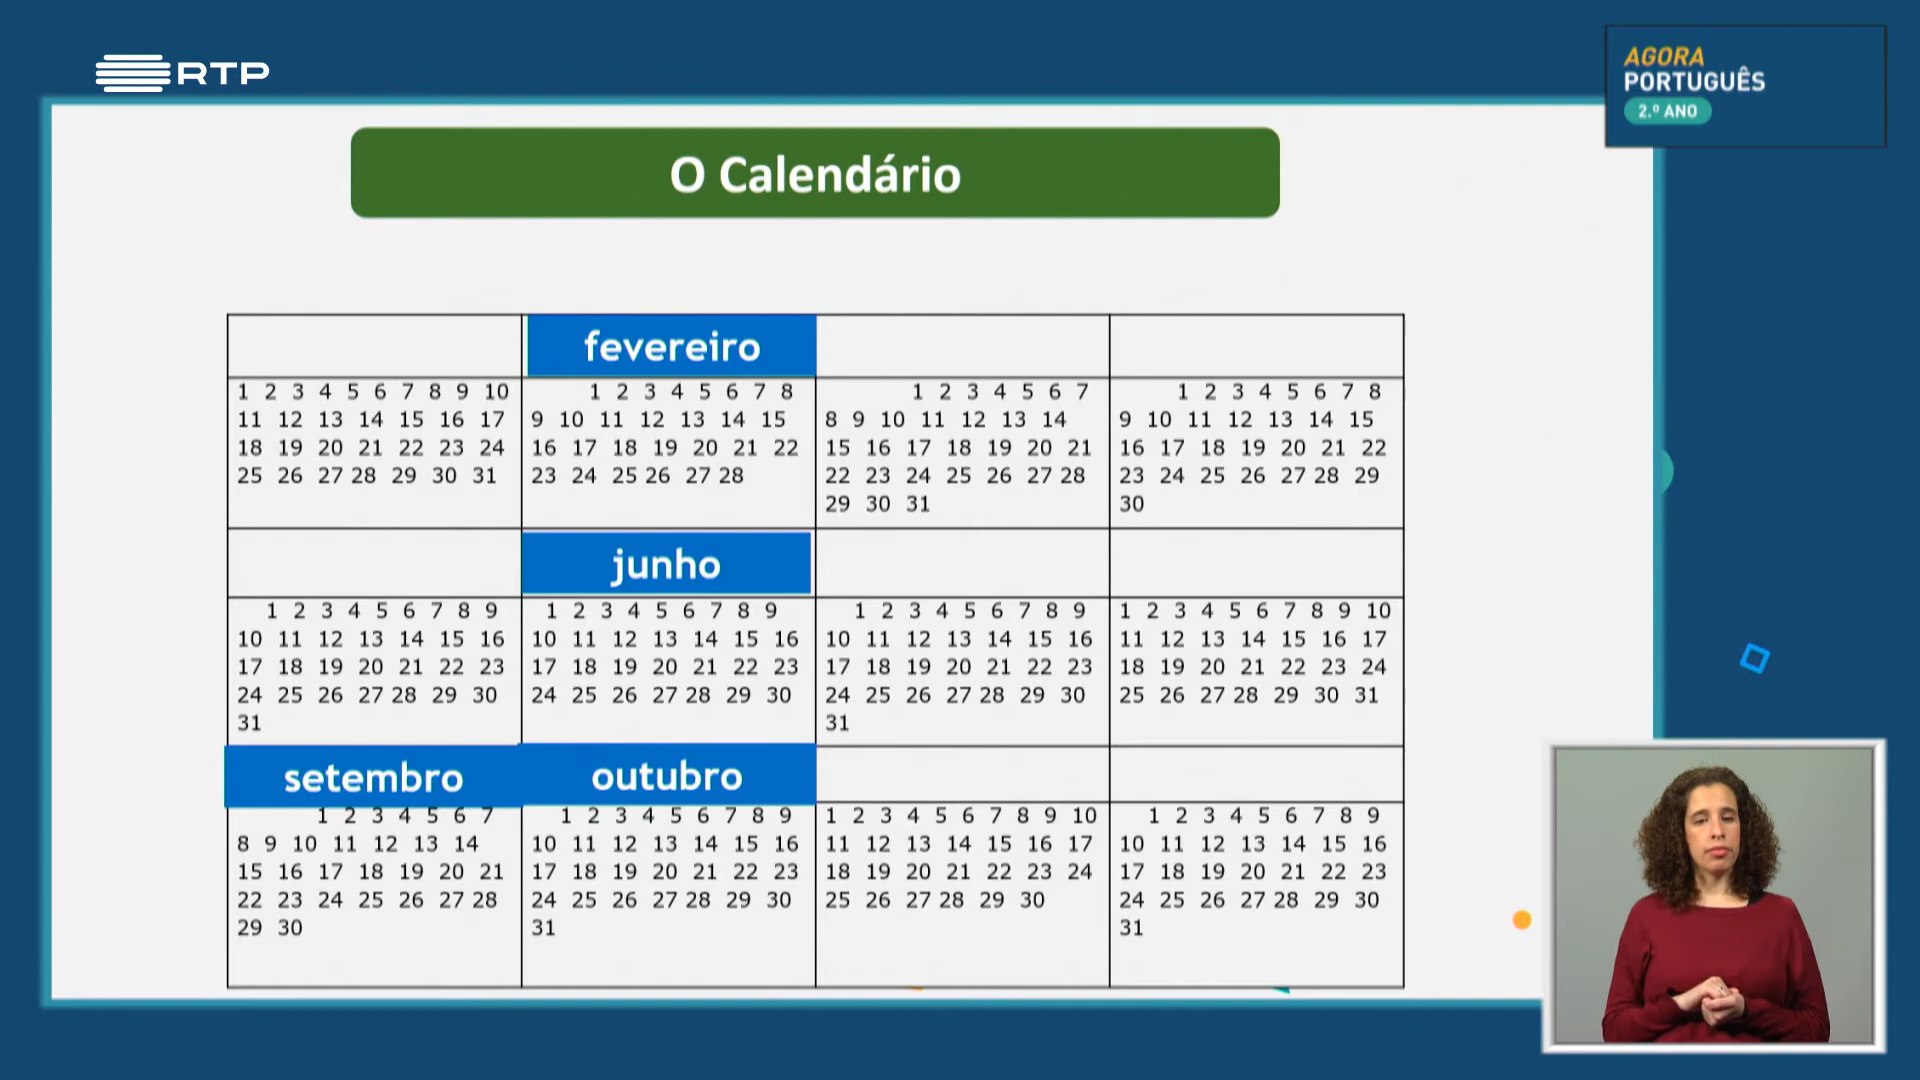 RTP
AGORA
PORTUGUÊS
2.º ANO
O Calendário
fevereiro
1 2 3 4 5 6 7 8 9 10
11 12 13 14 15 16 17
18 19 20 21 22 23 24
25 26 27 28 29 30 31
1 2 3 4 5 6 7 8
9 10 11 12 13 14 15
16 17 18 19 20 21 22
23 24 25 26 27 28
1 2 3 4 5 6 7
8 9 10 11 12 13 14
15 16 17 18 19 20 21
22 23 24 25 26 27 28
29 30 31
1 2 3 4 5 6 7 8
9 10 11 12 13 14 15
16 17 18 19 20 21 22
23 24 25 26 27 28 29
30
junho
1 2 3 4 5 6 7 8 9
10 11 12 13 14 15 16
17 18 19 20 21 22 23
24 25 26 27 28 29 30
31
1 2 3 4 5 6 7 8 9
10 11 12 13 14 15 16
17 18 19 20 21 22 23
24 25 26 27 28 29 30
1 2 3 4 5 6 7 8 9
10 11 12 13 14 15 16
17 18 19 20 21 22 23
24 25 26 27 28 29 30
31
1 2 3 4 5 6 7 8 9 10
11 12 13 14 15 16 17
18 19 20 21 22 23 24
25 26 27 28 29 30 31
setembro
outubro
1 2 3 4 5 6 7
8 9 10 11 12 13 14
15 16 17 18 19 20 21
22 23 24 25 26 27 28
29 30
1 2 3 4 5 6 7 8 9
10 11 12 13 14 15 16
17 18 19 20 21 22 23
24 25 26 27 28 29 30
31
1 2 3 4 5 6 7 8 9 10
11 12 13 14 15 16 17
18 19 20 21 22 23 24
25 26 27 28 29 30
1 2 3 4 5 6 7 8 9
10 11 12 13 14 15 16
17 18 19 20 21 22 23
24 25 26 27 28 29 30
31